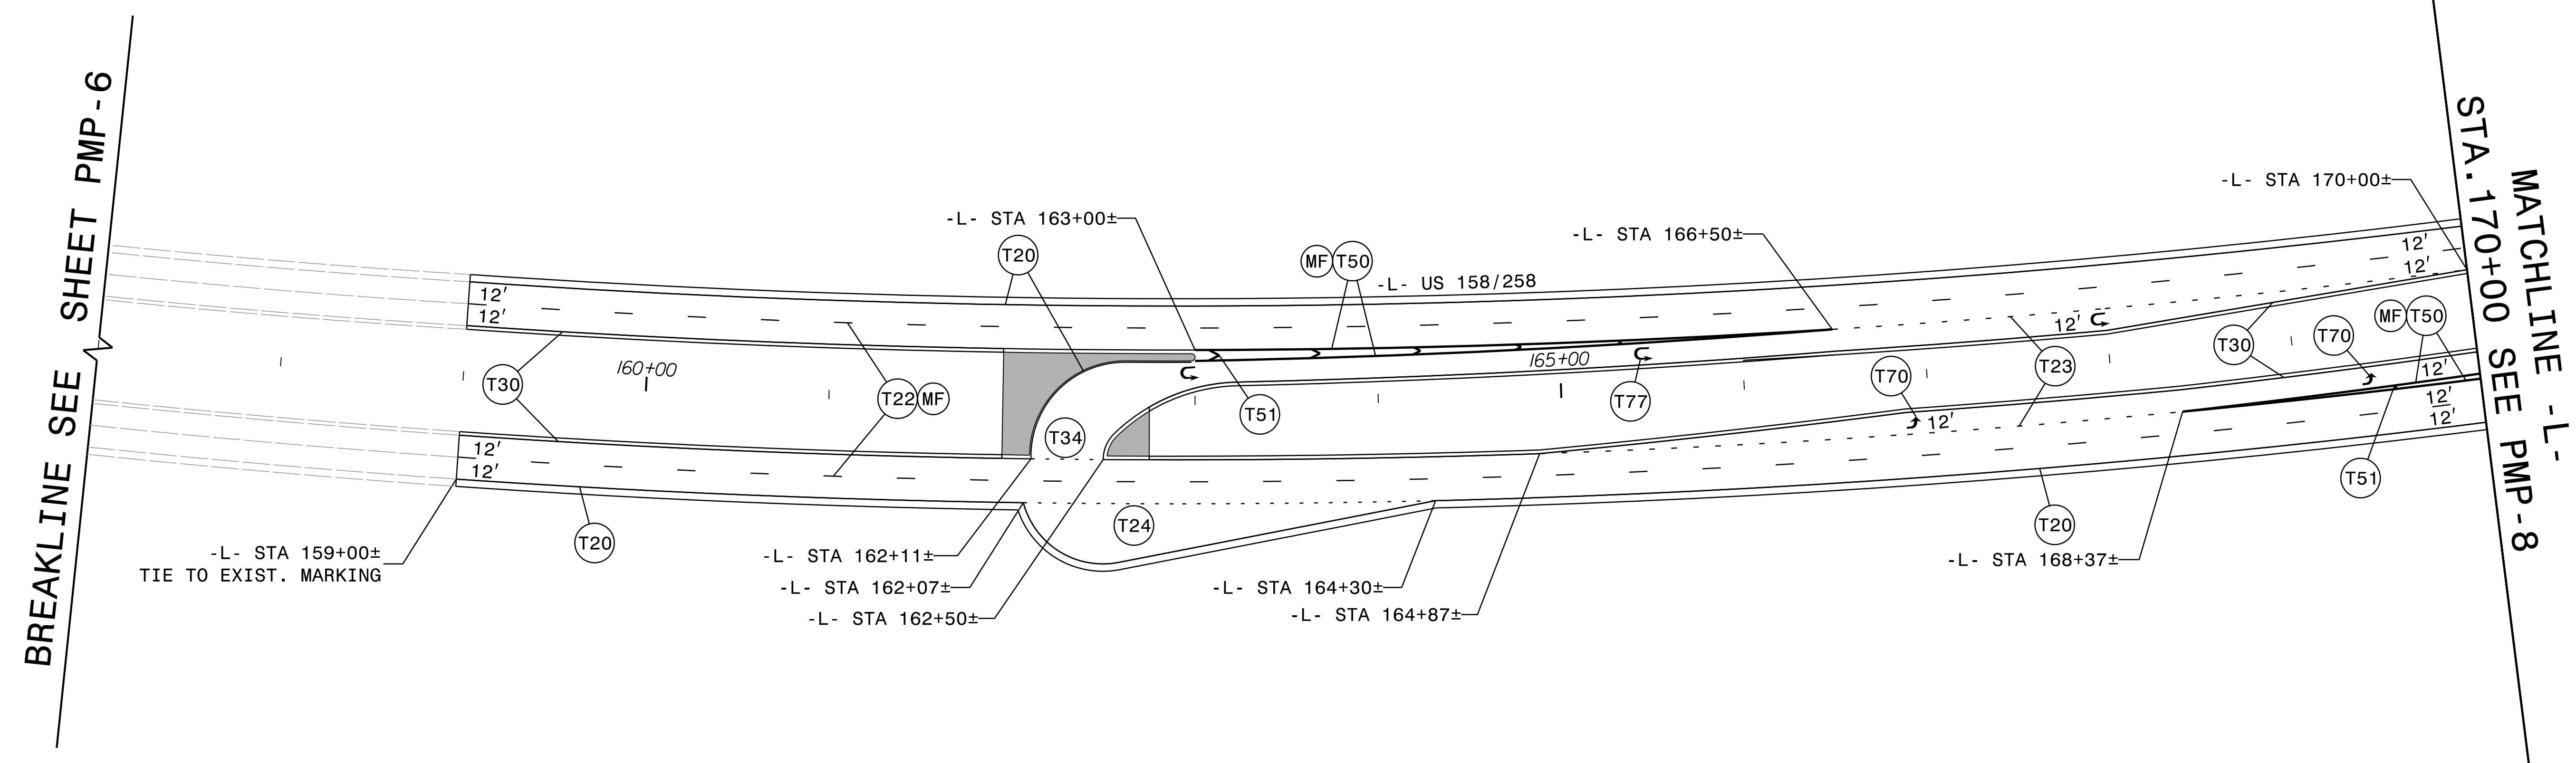 BREAKLINE SEE SHEET PMP-6
-L- STA 170+00±
-L- STA 163+00±
-L- STA 166+50±
T20
MF T50
-L- US 158/258
12'
12'
12'
12'
12'
T30
160+00
T22 MF
T34
T51
165+00
T77
T70
12'
T23
T30
T70
MF T50
12'
12'
12'
12'
12'
T51
T24
T20
T20
-L- STA 159+00±
TIE TO EXIST. MARKING
-L- STA 162+11±
-L- STA 162+07±
-L- STA 162+50±
-L- STA 164+30±
-L- STA 164+87±
-L- STA 168+37±
MATCHLINE -L-
STA.170+00 SEE PMP-8